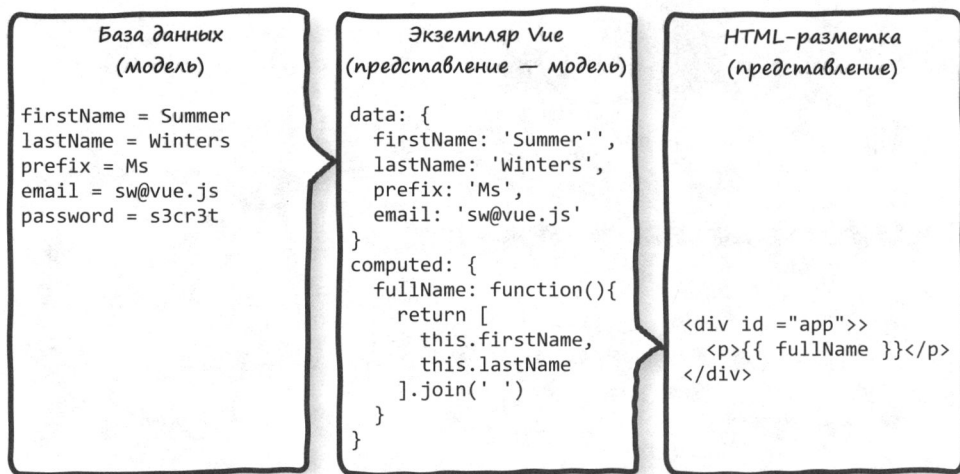 База данных
(модель)
firstName = Summer
lastName = Winters
prefix = Ms
email = sw@vue.js
password = s3cr3t
Экземпляр Vue
(представление — модель)
data: {
  firstName: 'Summer'',
  lastName: 'Winters',
  prefix: 'Ms',
  email: 'sw@vue.js'
}
computed: {
  fullName: function(){
    return [
      this.firstName,
      this.lastName
    ].join(' ')
  }
}
HTML-разметка
(представление)
<div id ="app">>
  <p>{{ fullName }}</p>
</div>